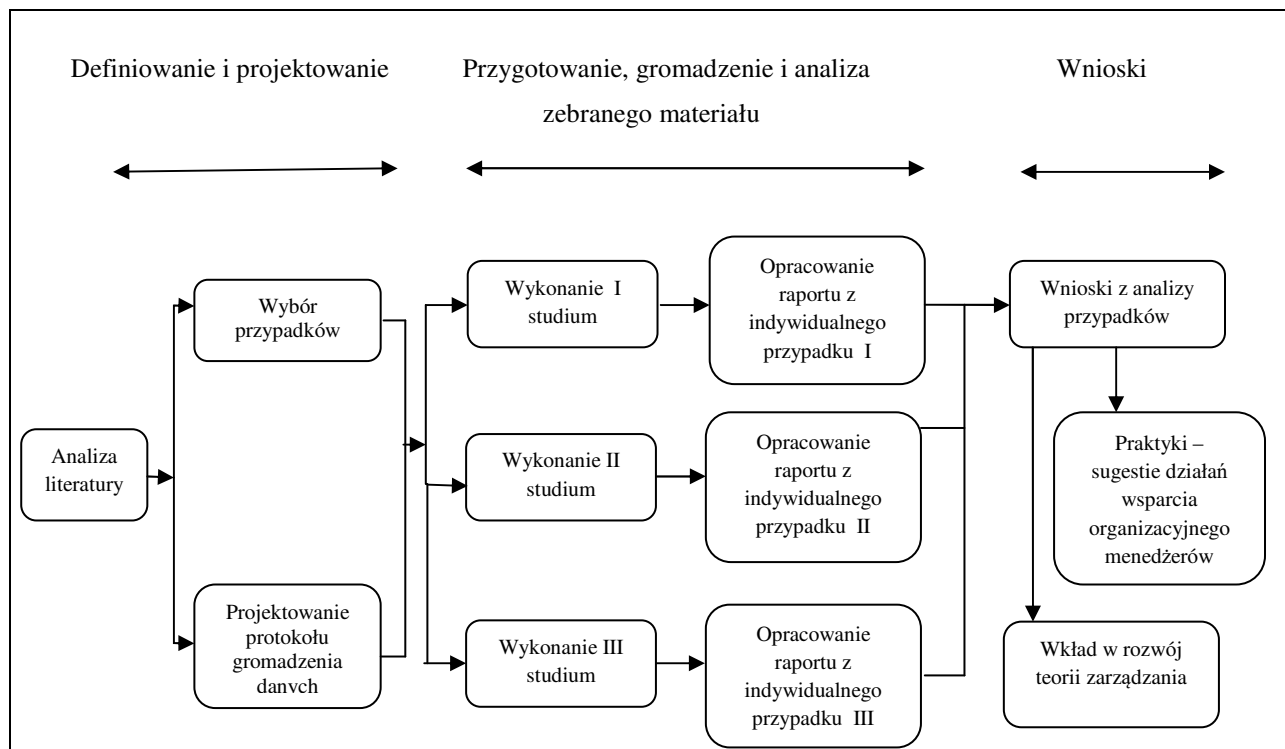 Definiowanie i projektowanie
Przygotowanie, gromadzenie i analiza
zebranego materiału
Wnioski
Analiza
literatury
Wybór
przypadków
Projektowanie
protokołu
gromadzenia
danych
Wykonanie I
studium
Opracowanie
raportu z
indywidualnego
przypadku I
Wykonanie II
studium
Opracowanie
raportu z
indywidualnego
przypadku II
Wykonanie III
studium
Opracowanie
raportu z
indywidualnego
przypadku III
Wnioski z analizy
przypadków
Praktyki –
sugestie działań
wsparcia
organizacyjnego
menedżerów
Wkład w rozwój
teorii zarządzania